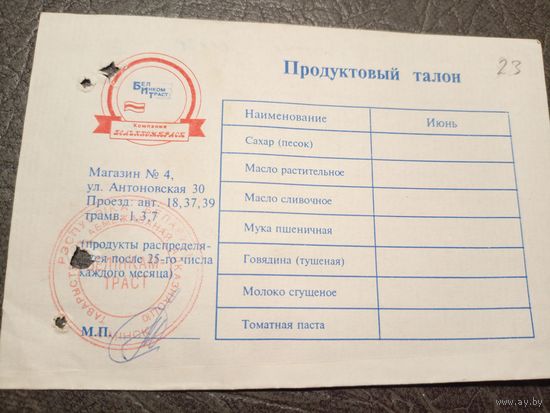 Продуктовый талон
23
БЕЛ
ИНКОМ
ТРАСТ
Компания
Магазин № 4,
ул. Антоновская 30
Проезд: авт. 18,37,39
трамв. 1,3,7
(продукты распределя-
тся после 25-го числа
каждого месяца)
М.П.
Наименование
Июнь
Сахар (песок)
Масло растительное
Масло сливочное
Мука пшеничная
Говядина (тушеная)
Молоко сгущеное
Томатная паста
ТРАСТ
www.ay.by